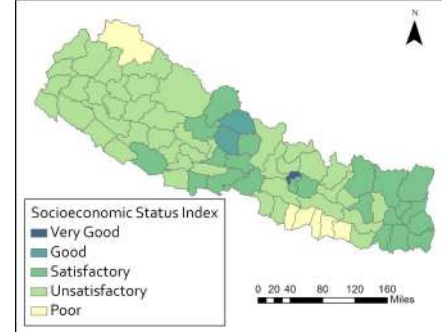 N
Socioeconomic Status Index
Very Good
Good
Satisfactory
Unsatisfactory
Poor
0 20 40 80 120 160
Miles